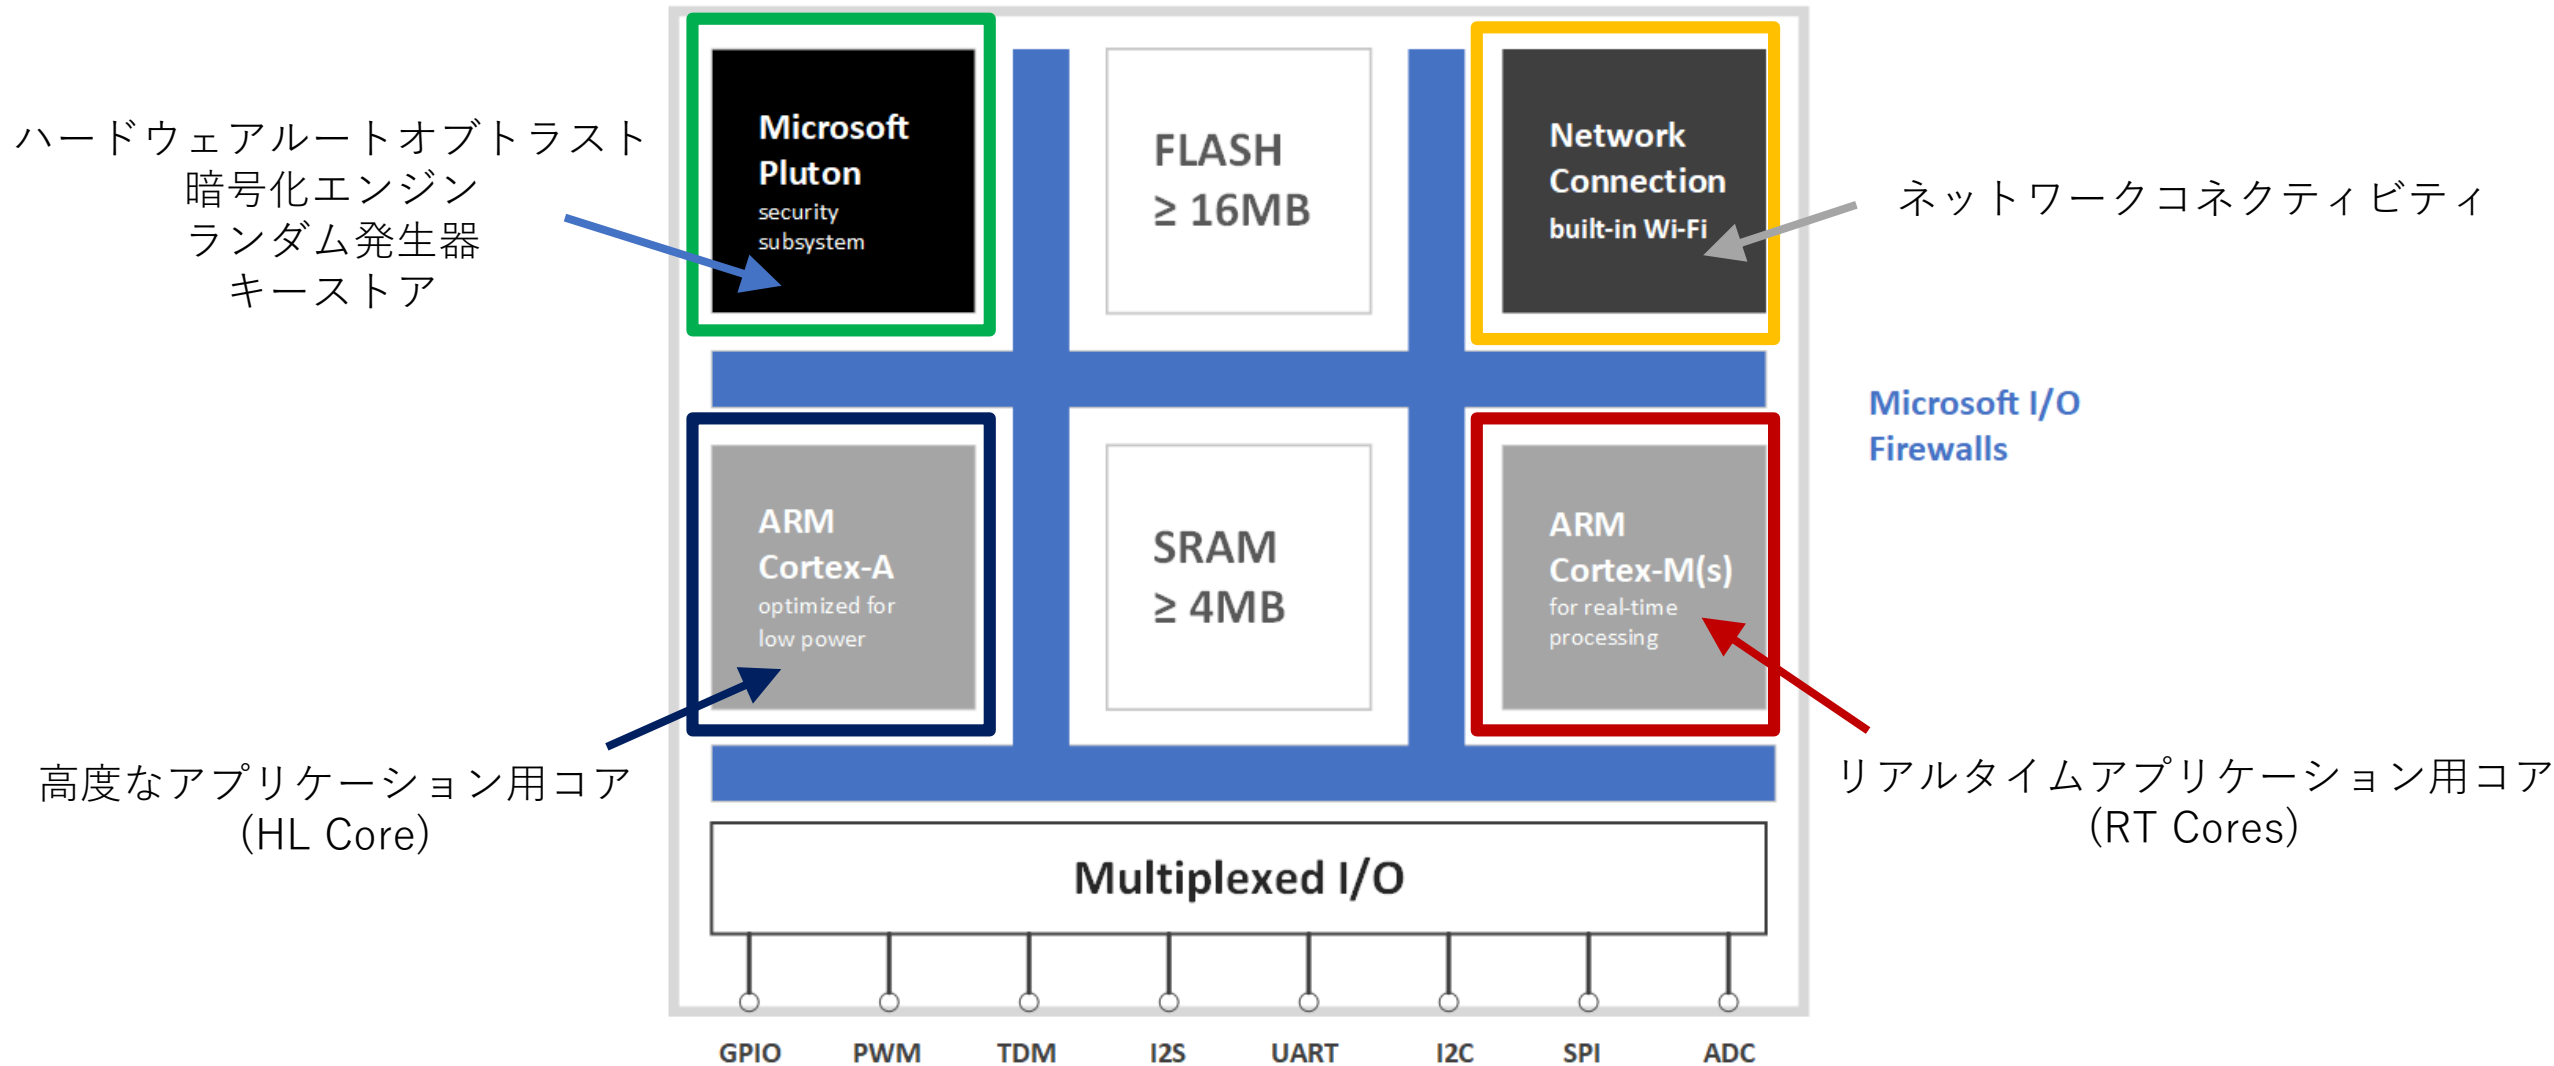 ハードウェアルートオブトラスト
暗号化エンジン
ランダム発生器
キーストア
Microsoft
Pluton
security
subsystem
FLASH
≥ 16MB
Network
Connection
built-in Wi-Fi
ネットワークコネクティビティ
Microsoft I/O
Firewalls
ARM
Cortex-A
optimized for
low power
SRAM
≥ 4MB
ARM
Cortex-M(s)
for real-time
processing
高度なアプリケーション用コア
(HL Core)
リアルタイムアプリケーション用コア
(RT Cores)
Multiplexed I/O
GPIO PWM TDM I2S UART I2C SPI ADC